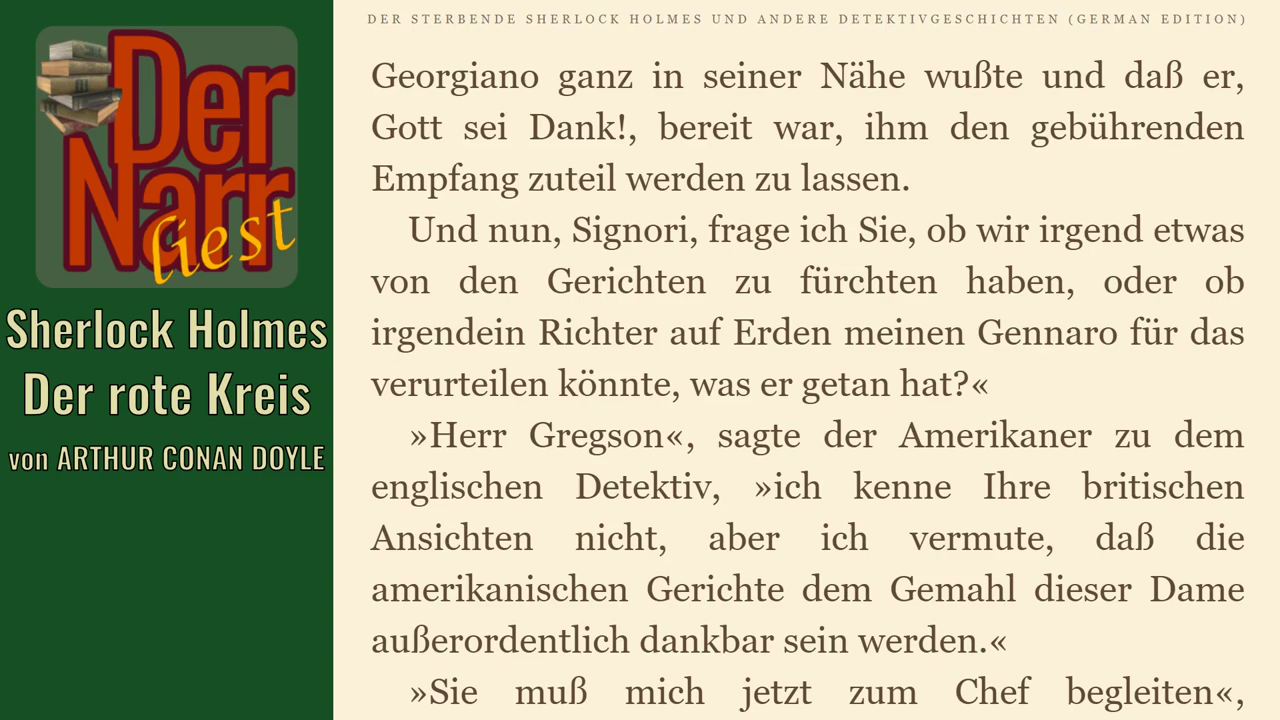 Der
Narr
liest
Sherlock Holmes
Der rote Kreis
von ARTHUR CONAN DOYLE
DER STERBENDE SHERLOCK HOLMES UND ANDERE DETEKTIVGESCHICHTEN (GERMAN EDITION)
Georgiano ganz in seiner Nähe wußte und daß er,
Gott sei Dank!, bereit war, ihm den gebührenden
Empfang zuteil werden zu lassen.
Und nun, Signori, frage ich Sie, ob wir irgend etwas
von den Gerichten zu fürchten haben, oder ob
irgendein Richter auf Erden meinen Gennaro für das
verurteilen könnte, was er getan hat?«
»Herr Gregson«, sagte der Amerikaner zu dem
englischen Detektiv, »ich kenne Ihre britischen
Ansichten nicht, aber ich vermute, daß die
amerikanischen Gerichte dem Gemahl dieser Dame
außerordentlich dankbar sein werden.«
»Sie muß mich jetzt zum Chef begleiten«,